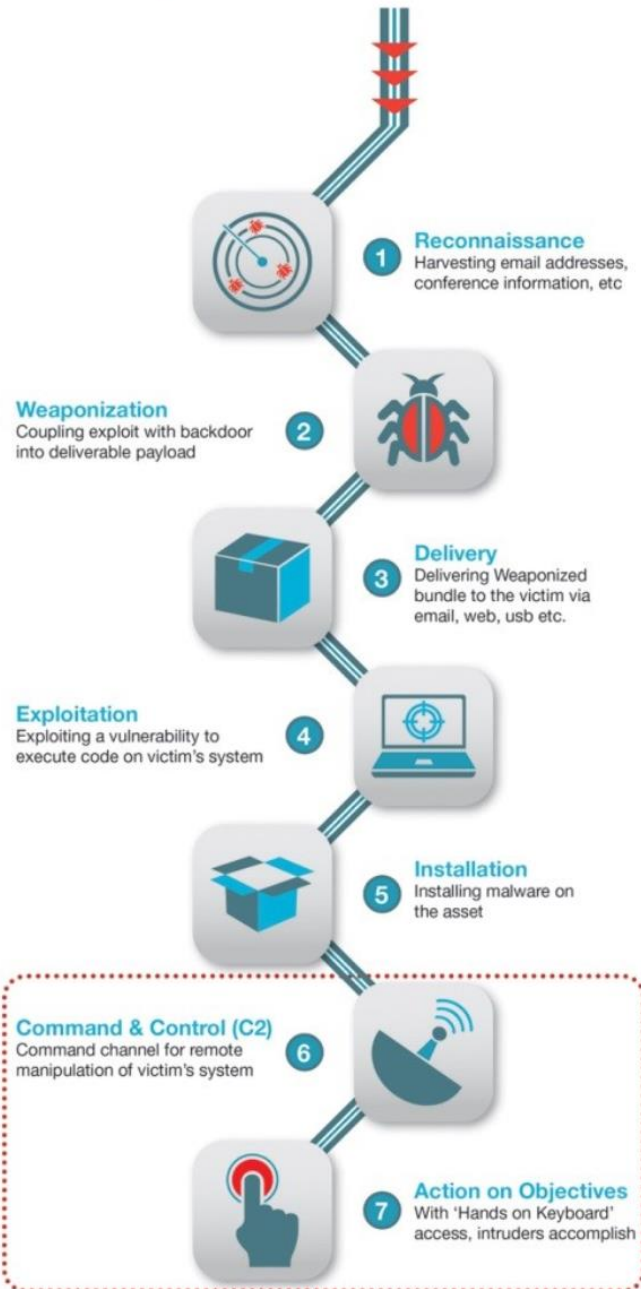 1
Reconnaissance
Harvesting email addresses,
conference information, etc
Weaponization
Coupling exploit with backdoor
into deliverable payload
2
3
Delivery
Delivering Weaponized
bundle to the victim via
email, web, usb etc.
Exploitation
Exploiting a vulnerability to
execute code on victim's system
4
5
Installation
Installing malware on
the asset
Command & Control (C2)
Command channel for remote
manipulation of victim's system
6
7
Action on Objectives
With 'Hands on Keyboard'
access, intruders accomplish